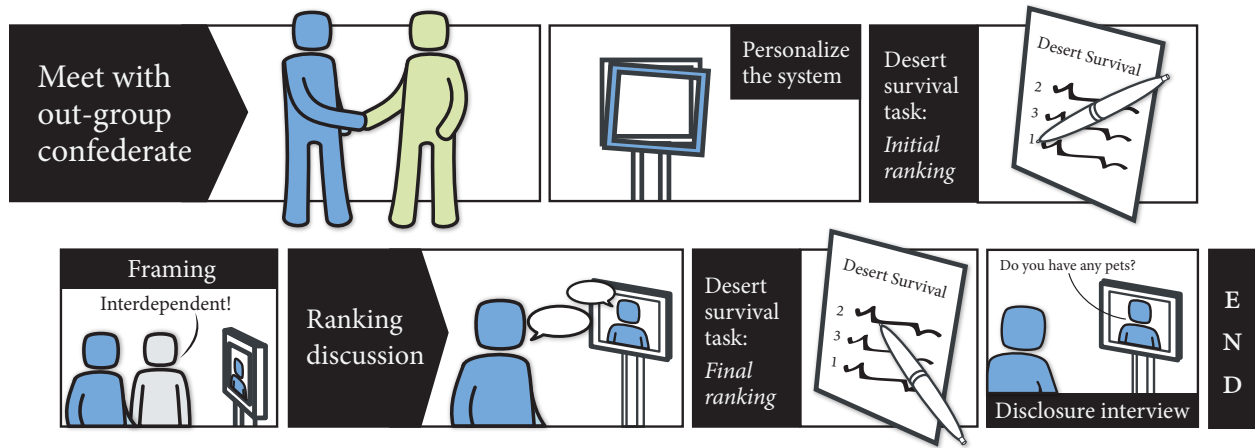 Meet with
out-group
confederate
Personalize
the system
Desert
survival
task:
Initial
ranking
Desert Survival
2
3
1
Framing
Interdependent!
Ranking
discussion
Desert
survival
task:
Final
ranking
Desert Survival
2
3
1
Do you have any pets?
Disclosure interview
E
N
D